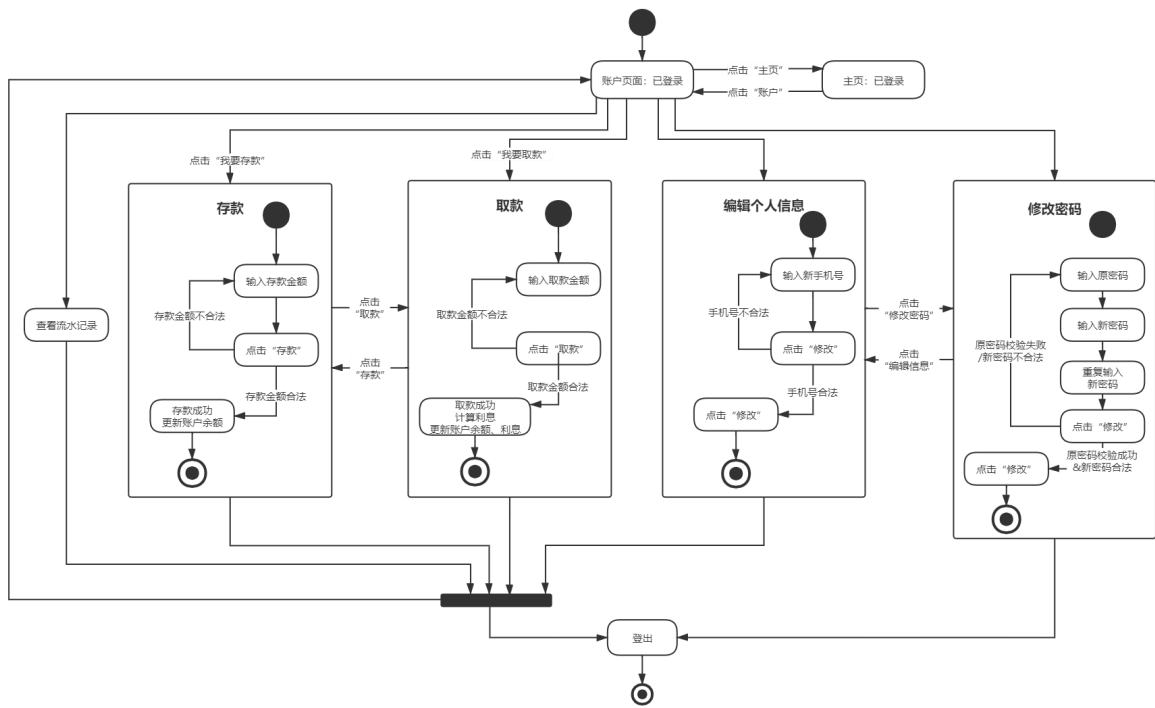 账户页面：已登录
点击“主页”
主页：已登录
点击“账户”
点击“我要存款”
点击“我要取款”
存款
输入存款金额
存款金额不合法
点击“存款”
存款金额合法
存款成功
更新账户余额
点击
“取款”
点击
“存款”
取款
输入取款金额
取款金额不合法
点击“取款”
取款金额合法
取款成功
计算利息
更新账户余额、利息
编辑个人信息
输入新手机号
手机号不合法
点击“修改”
手机号合法
点击“修改”
点击
“修改密码”
点击
“编辑信息”
修改密码
输入原密码
输入新密码
原密码校验失败
/新密码不合法
重复输入
新密码
点击“修改”
原密码校验成功
&新密码合法
点击“修改”
查看流水记录
登出